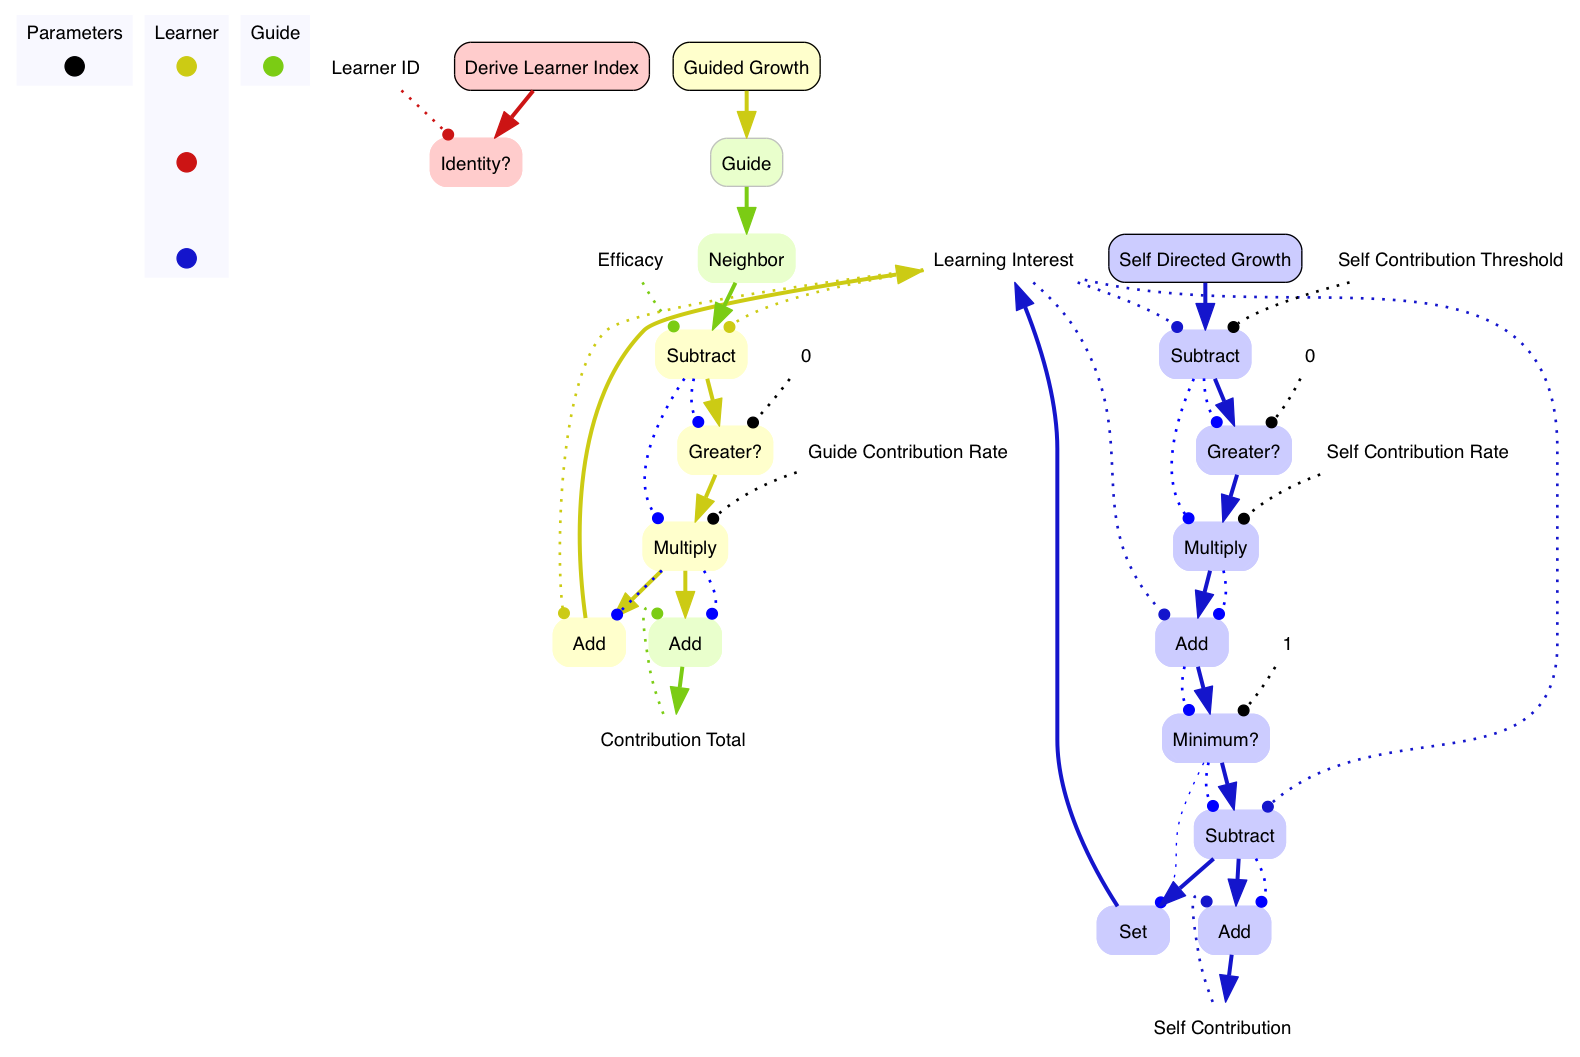 Parameters
Learner
Guide
Learner ID
Derive Learner Index
Guided Growth
Identity?
Guide
Efficacy
Neighbor
Learning Interest
Self Directed Growth
Self Contribution Threshold
Subtract
0
Subtract
0
Greater?
Guide Contribution Rate
Greater?
Self Contribution Rate
Multiply
Multiply
Add
Add
Add
1
Contribution Total
Minimum?
Subtract
Set
Add
Self Contribution